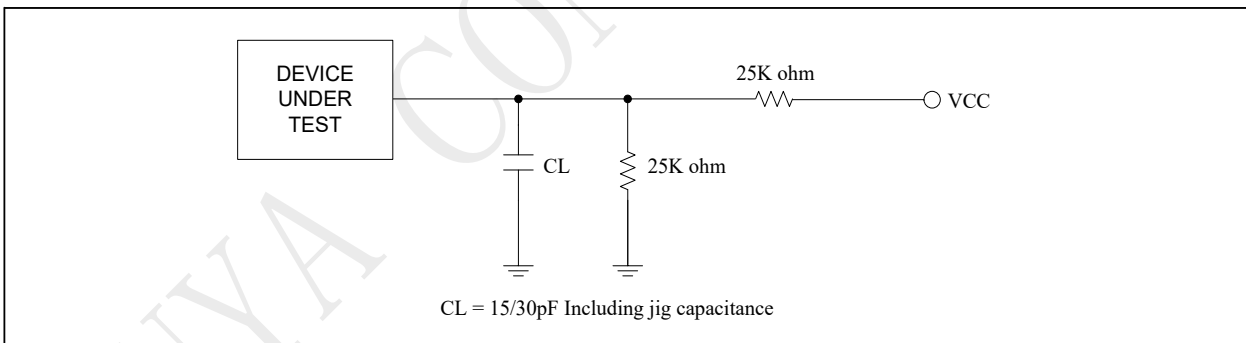 DEVICE
UNDER
TEST
25K ohm
VCC
CL
25K ohm
CL = 15/30pF Including jig capacitance